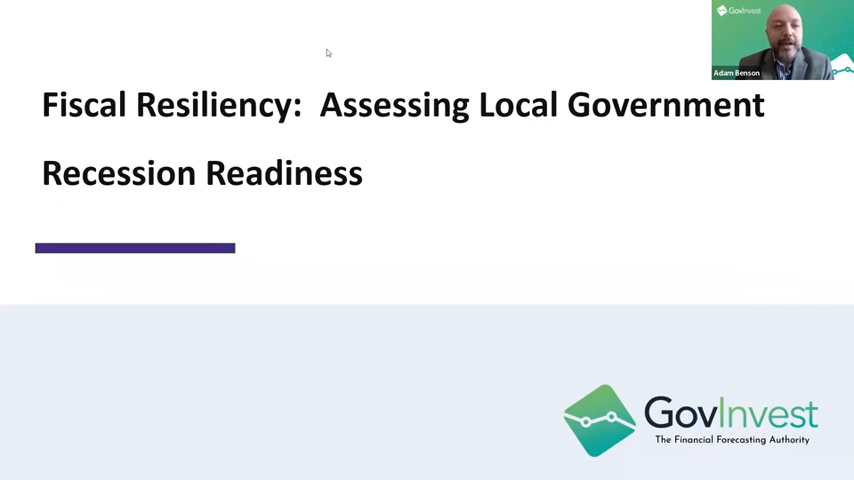 GovInvest
Adam Benson
Fiscal Resiliency: Assessing Local Government
Recession Readiness
GovInvest
The Financial Forecasting Authority